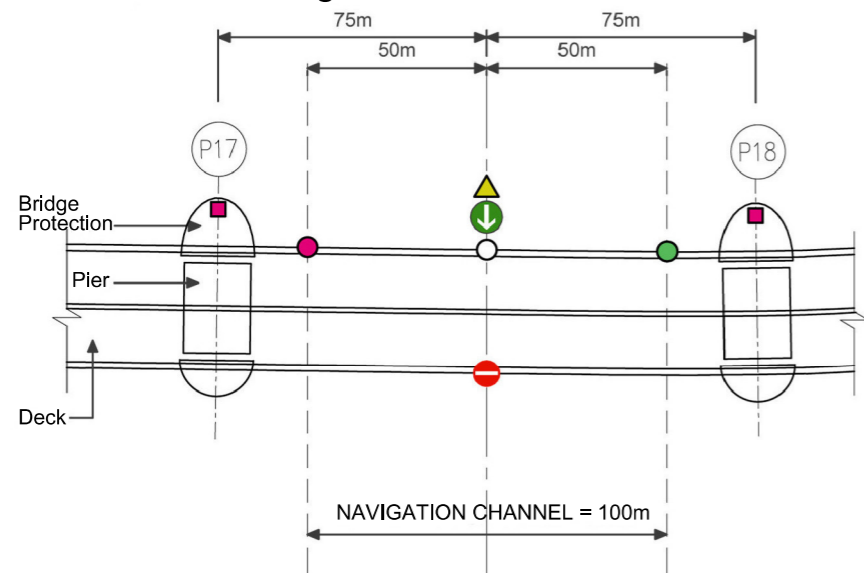 75m
75m
50m
50m
P17
P18
Bridge
Protection
Pier
Deck
NAVIGATION CHANNEL = 100m